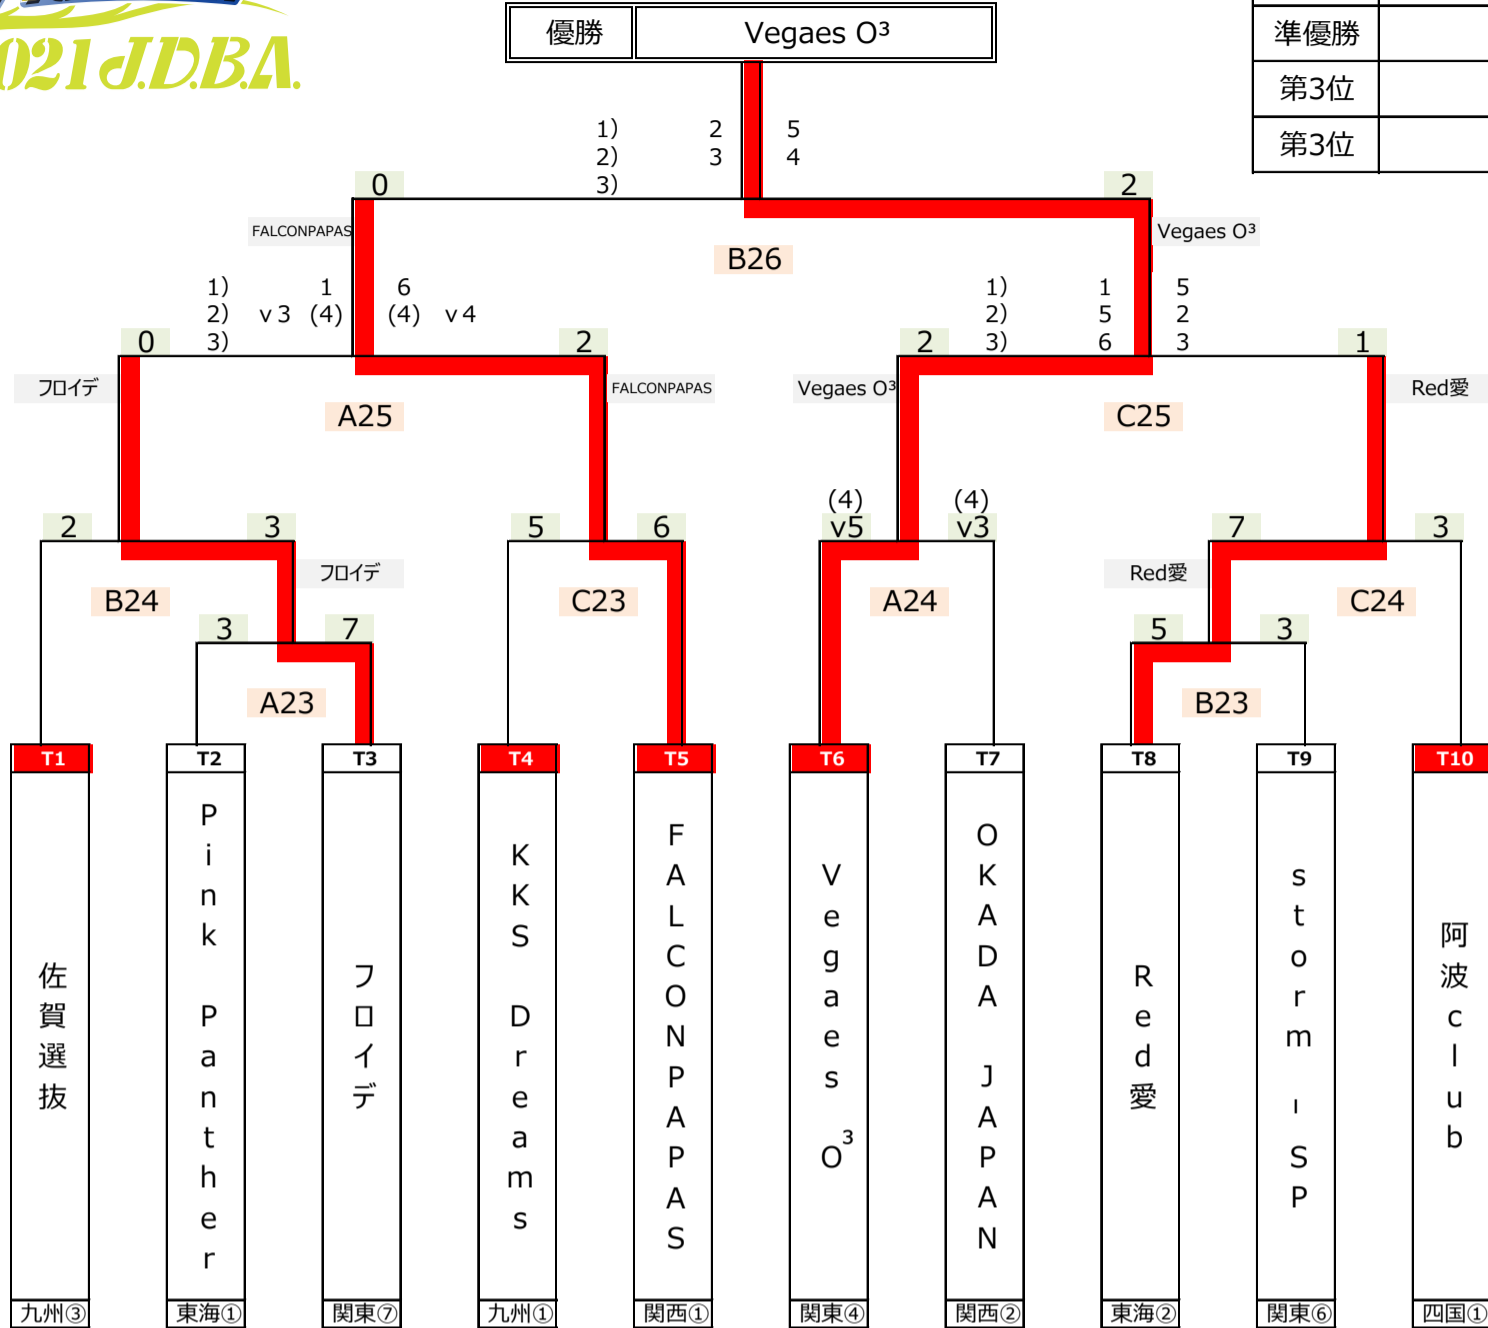 021 J.D.B.A.
優勝 Vegaes O³
準優勝
第3位
第3位
1) 2 5
2) 3 4
3)
0 2
FALCONPAPAS Vegaes O³
B26
1) 1 6
2) v3 (4) (4) v4
3)
1) 1 5
2) 5 2
3) 6 3
0 2 2 1
フロイデ FALCONPAPAS Vegaes O³ Red愛
A25 C25
(4) (4)
2 3 5 6 v5 v3 7 3
フロイデ Red愛
B24 C23 A24 C24
3 7 5 3
A23 B23
T1 T2 T3 T4 T5 T6 T7 T8 T9 T10
佐賀選抜
Pink Panther
フロイデ
KKS Dreams
FALCONPAPAS
Vegaes O³
OKADA JAPAN
Red愛
storm-SP
阿波club
九州③ 東海① 関東⑦ 九州① 関西① 関東④ 関西② 東海② 関東⑥ 四国①